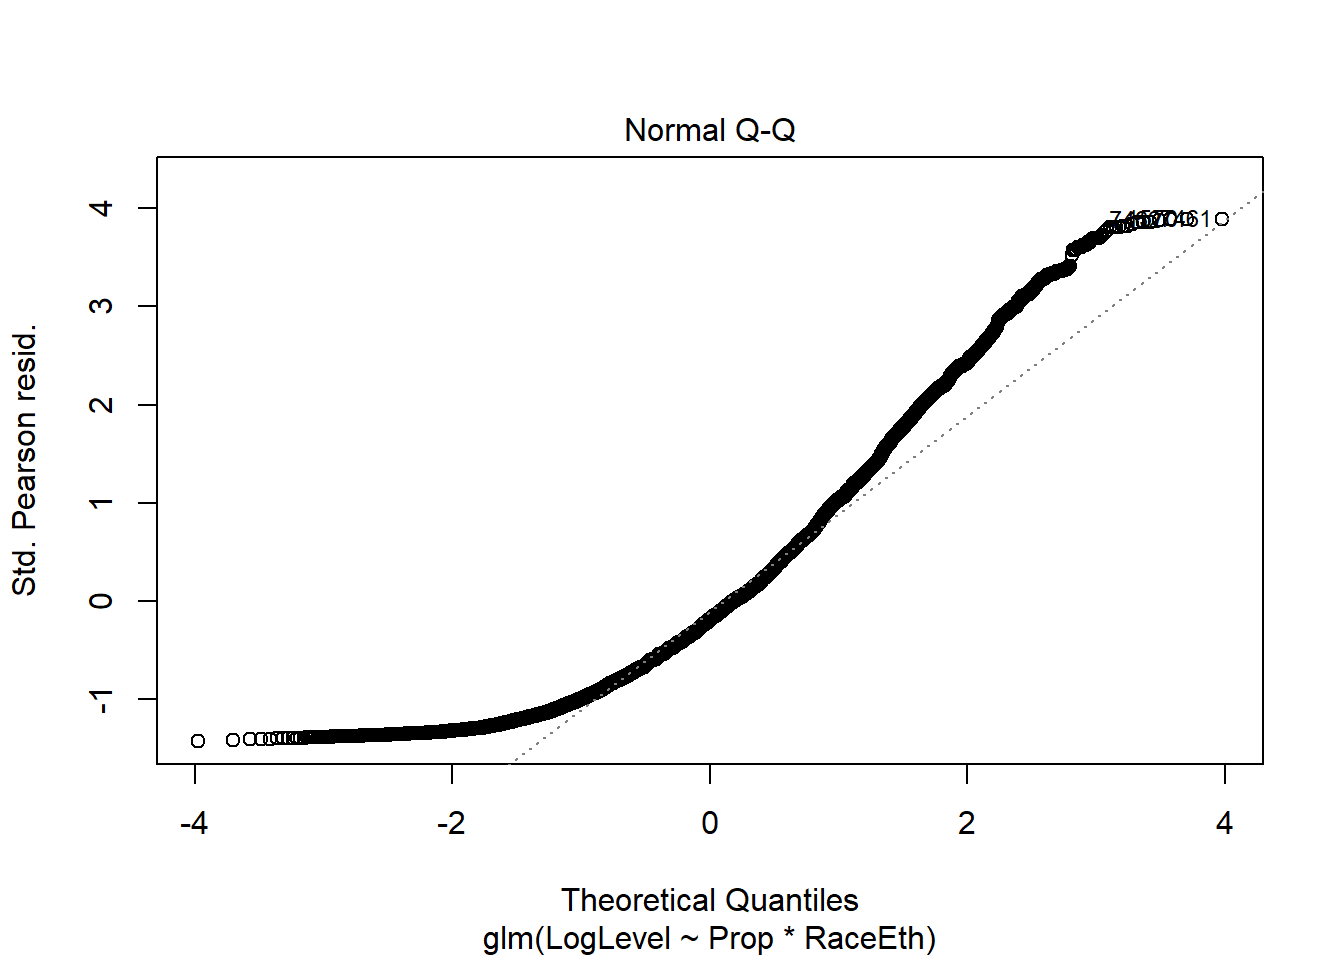 Normal Q-Q
Std. Pearson resid.
4
3
2
1
0
-1
-4
-2
0
2
4
Theoretical Quantiles
glm(LogLevel ~ Prop * RaceEth)